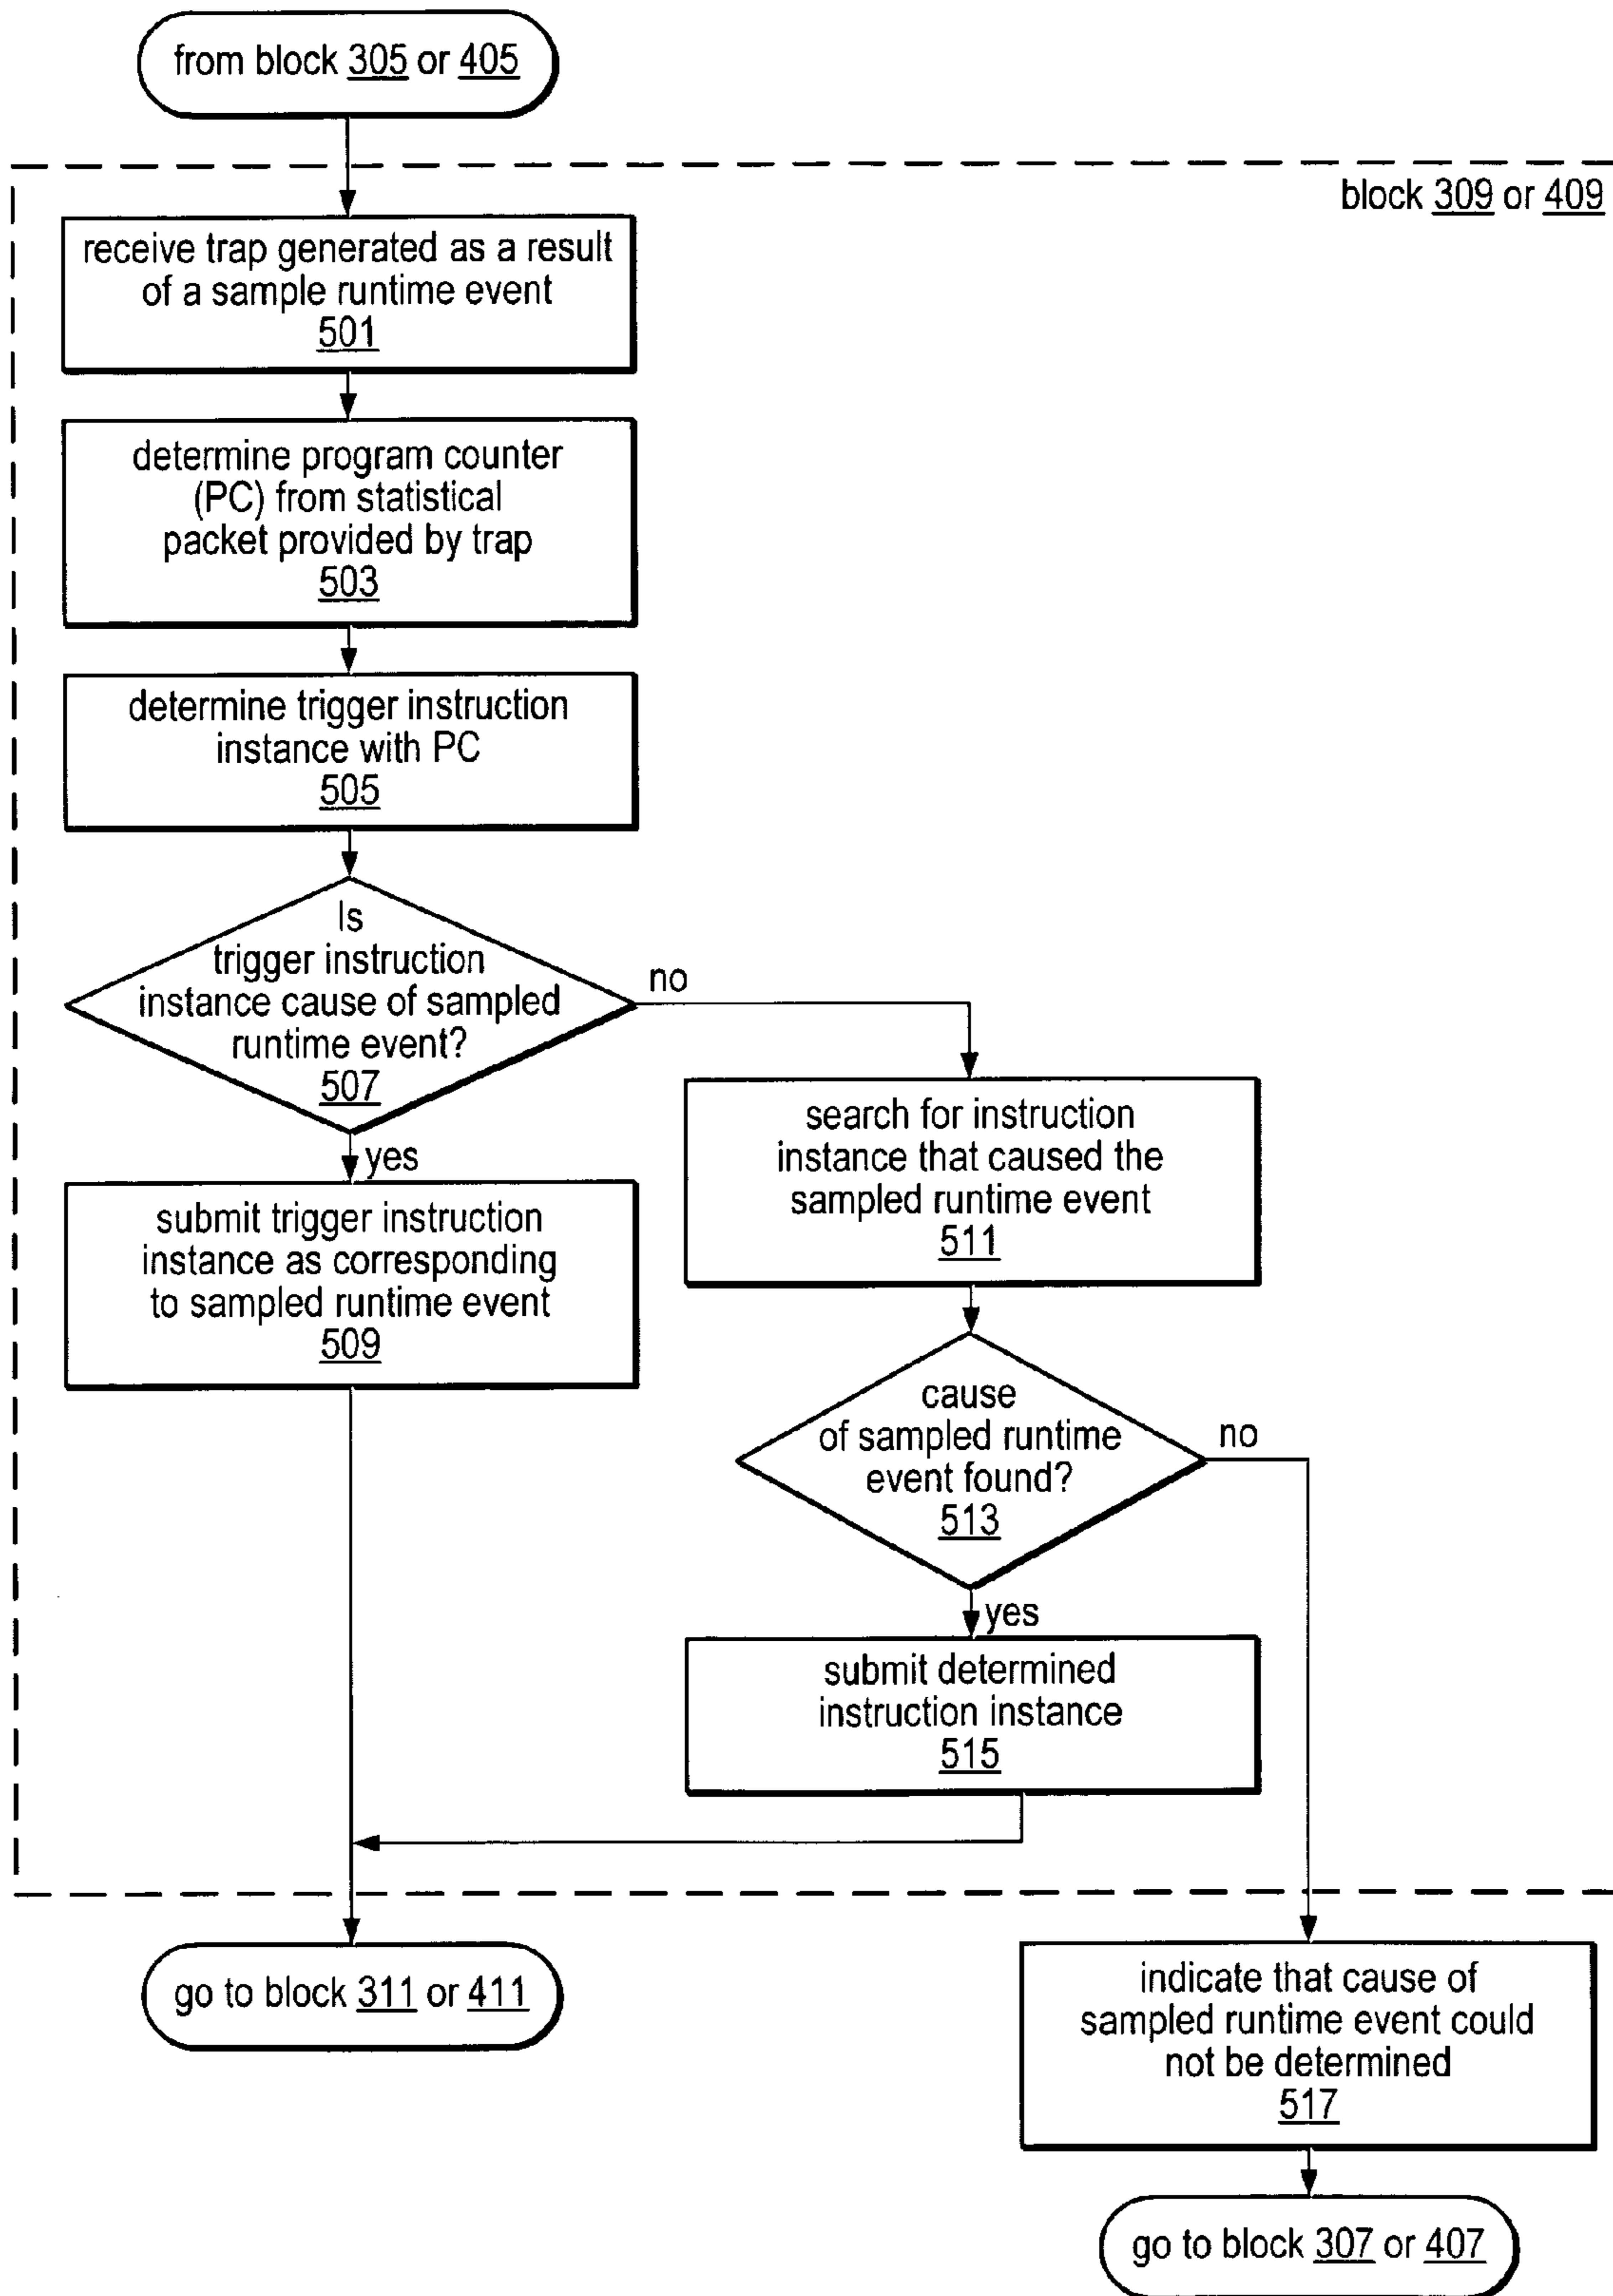 from block 305 or 405
block 309 or 409
receive trap generated as a result
of a sample runtime event
501
determine program counter
(PC) from statistical
packet provided by trap
503
determine trigger instruction
instance with PC
505
Is
trigger instruction
instance cause of sampled
runtime event?
507
no
yes
submit trigger instruction
instance as corresponding
to sampled runtime event
509
search for instruction
instance that caused the
sampled runtime event
511
cause
of sampled runtime
event found?
513
no
yes
submit determined
instruction instance
515
go to block 311 or 411
indicate that cause of
sampled runtime event could
not be determined
517
go to block 307 or 407